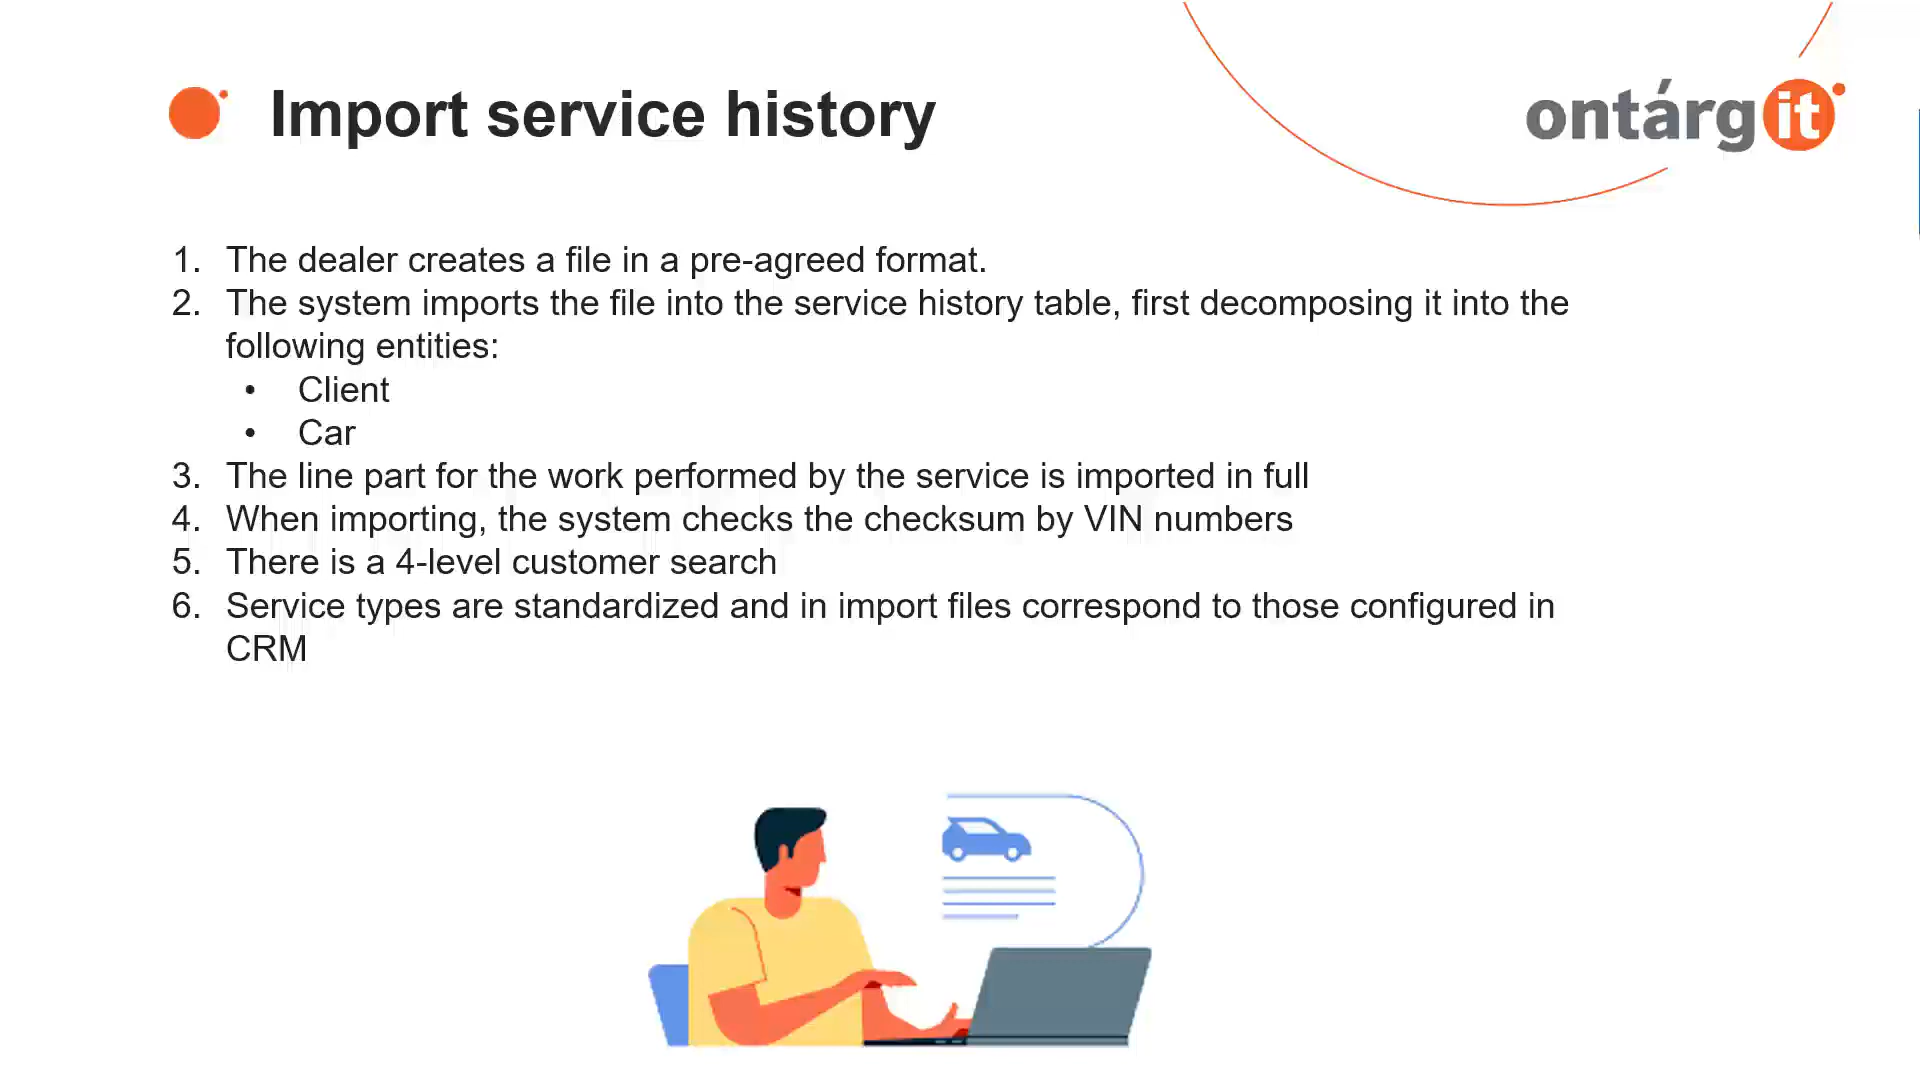 Import service history
ontárgit
1. The dealer creates a file in a pre-agreed format.
2. The system imports the file into the service history table, first decomposing it into the
following entities:
• Client
• Car
3. The line part for the work performed by the service is imported in full
4. When importing, the system checks the checksum by VIN numbers
5. There is a 4-level customer search
6. Service types are standardized and in import files correspond to those configured in
CRM